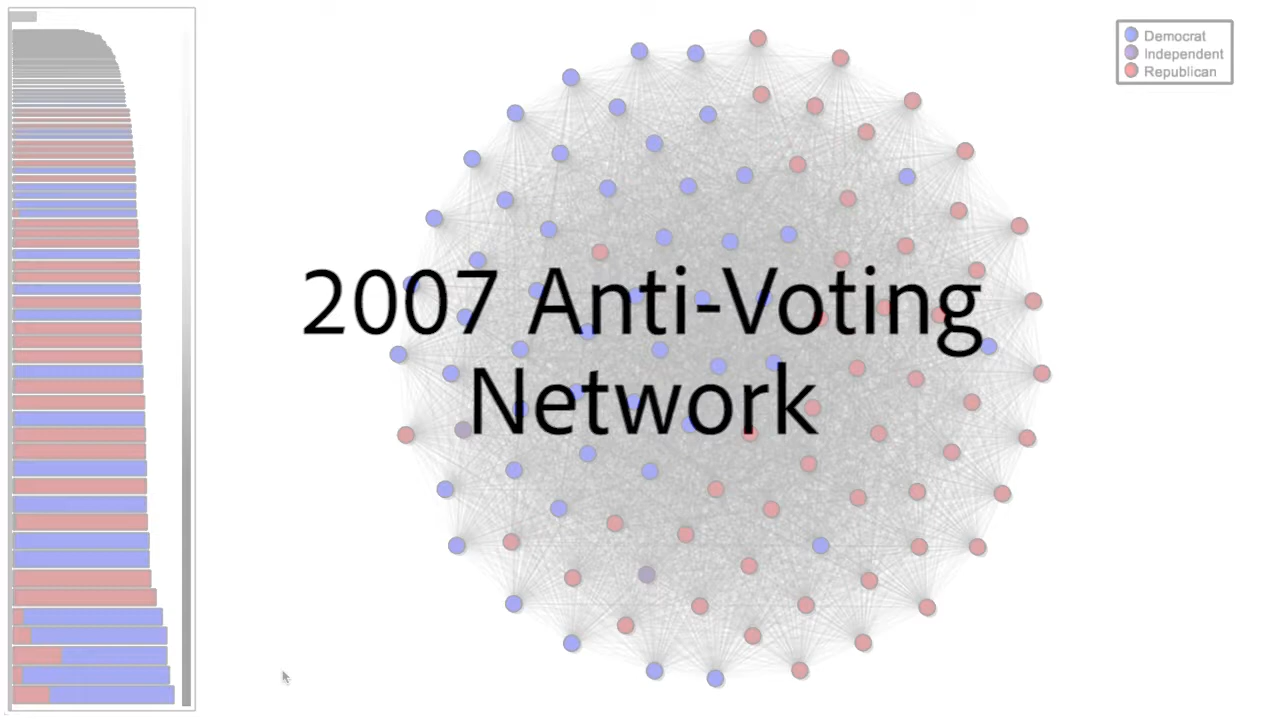 Democrat
Independent
Republican
2007 Anti-Voting
Network